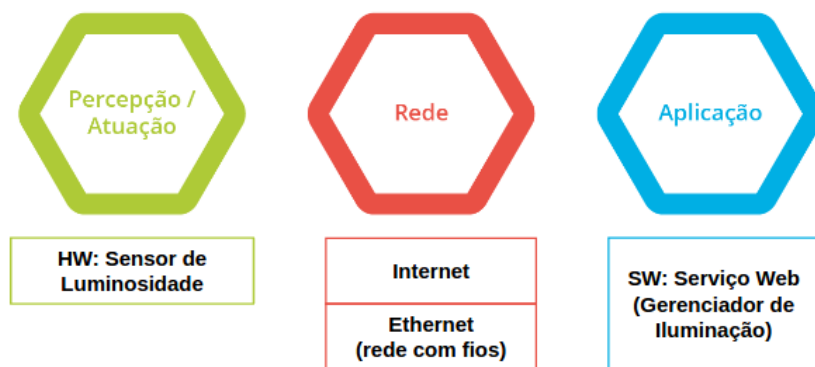 Percepção /
Atuação
Rede
Aplicação
HW: Sensor de
Luminosidade
Internet
Ethernet
(rede com fios)
SW: Serviço Web
(Gerenciador de
Iluminação)